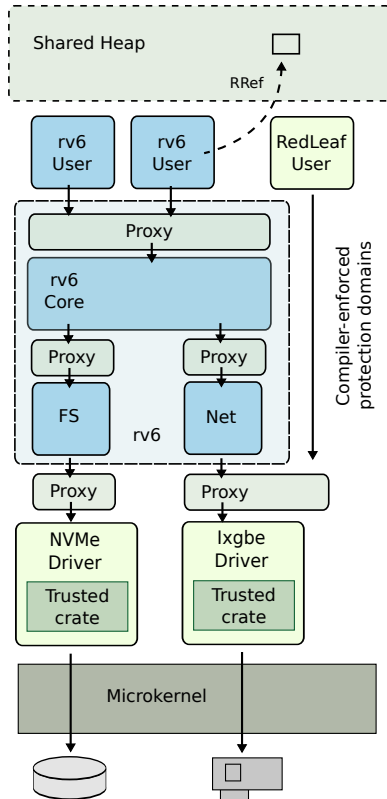 Shared Heap
RRef
rv6
User
rv6
User
RedLeaf
User
Proxy
rv6
Core
Proxy
Proxy
FS
Net
rv6
Compiler-enforced
protection domains
Proxy
Proxy
NVMe
Driver
Trusted
crate
Ixgbe
Driver
Trusted
crate
Microkernel